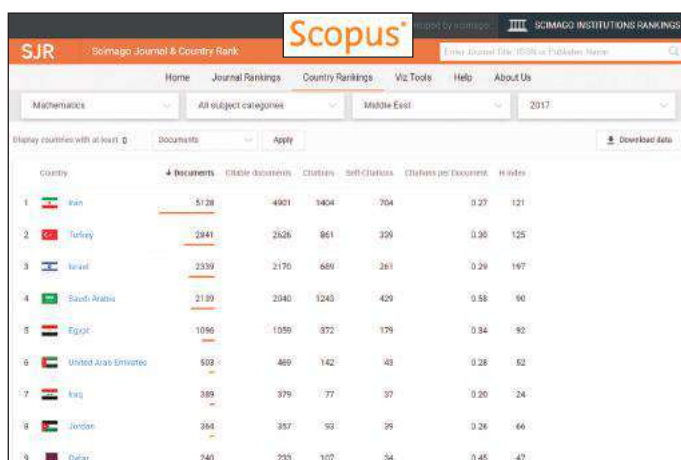 Scopus
SCIMAGO INSTITUTIONS RANKINGS
SJR Scimago Journal & Country Rank Enter Journal Title, ISSN or Publisher Name
Home Journal Rankings Country Rankings Viz Tools Help About Us
Mathematics All subject categories Middle East 2017
Display countries with at least 0 Documents Apply Download data
Country Documents Citable documents Citations Self-Citations Citations per Document H index
1 Iran 5128 4901 1404 704 0.27 121
2 Turkey 2841 2626 861 339 0.30 125
3 Israel 2339 2170 689 261 0.29 197
4 Saudi Arabia 2139 2040 1243 429 0.58 90
5 Egypt 1096 1059 372 179 0.34 92
6 United Arab Emirates 503 469 142 43 0.28 52
7 Iraq 389 379 77 37 0.20 24
8 Jordan 364 357 93 39 0.26 66
9 Qatar 240 233 107 34 0.45 47